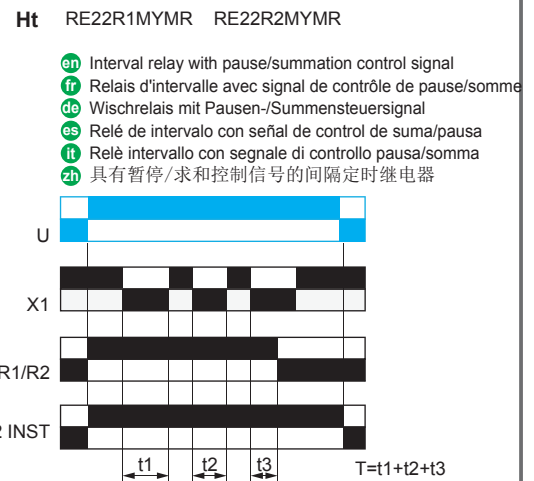 Ht RE22R1MYMR RE22R2MYMR
en Interval relay with pause/summation control signal
fr Relais d'intervalle avec signal de contrôle de pause/somme
de Wischrelais mit Pausen-/Summensteuersignal
es Relé de intervalo con señal de control de suma/pausa
it Relè intervallo con segnale di controllo pausa/somma
zh 具有暂停/求和控制信号的间隔定时继电器
U
X1
R1/R2
2 INST
t1 t2 t3 T=t1+t2+t3